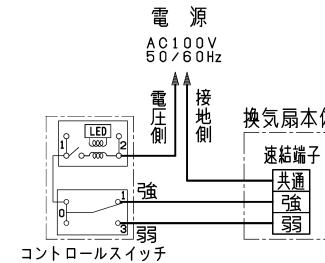 電 源
AC100V
50/60Hz
電圧側
接地側
換気扇本体
速結端子
共通
強
弱
LED
1
2
強
1
0
3
弱
コントロールスイッチ